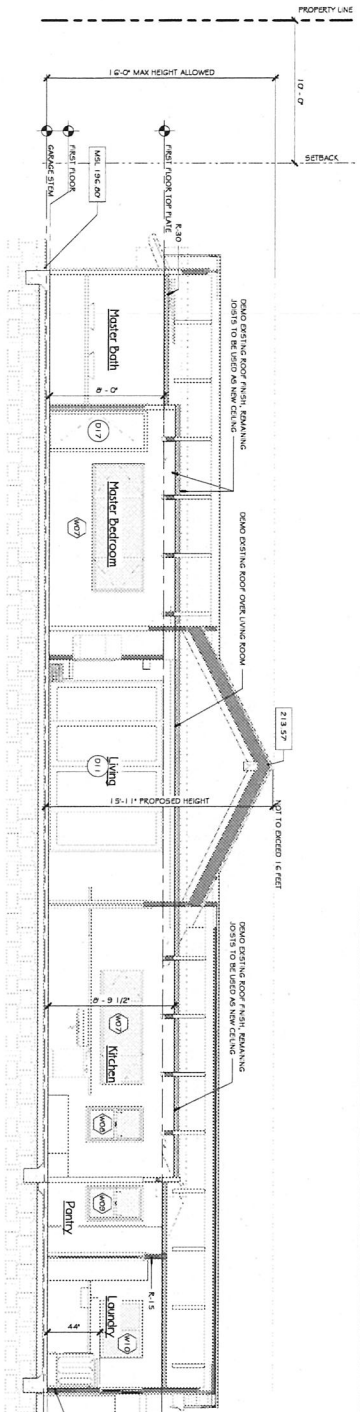 PROPERTY LINE
10' - 0"
SETBACK
16'-0" MAX HEIGHT ALLOWED
FIRST FLOOR TOP PLATE
FIRST FLOOR
GARAGE STEM
MSL 196.80
R-30
DEMO EXISTING ROOF FINISH, REMAINING
JOISTS TO BE USED AS NEW CEILING
DEMO EXISTING ROOF OVER LIVING ROOM
213.57
NOT TO EXCEED 16 FEET
DEMO EXISTING ROOF FINISH, REMAINING
JOISTS TO BE USED AS NEW CEILING
Master Bath
8' - 0"
D17
Master Bedroom
W07
Living
D11
15'-11" PROPOSED HEIGHT
8' - 9 1/2"
W07
Kitchen
W08
W09
Pantry
R-15
Laundry
W10
44"